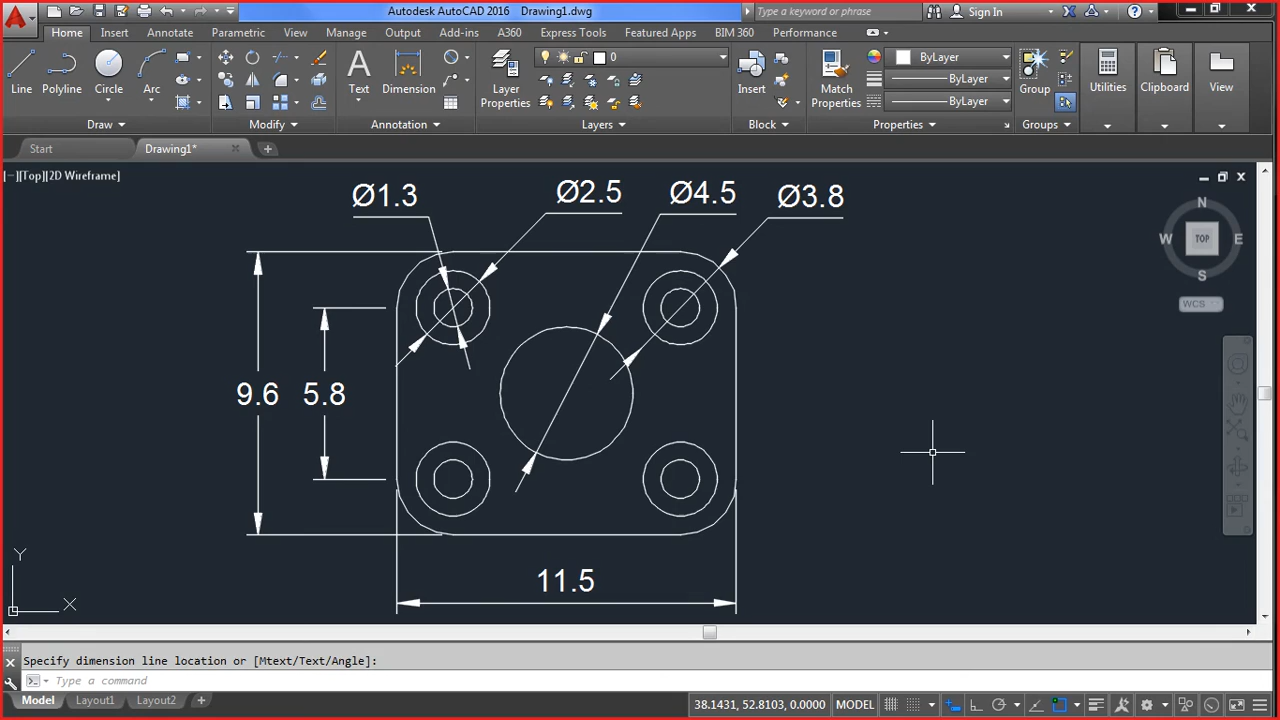 Autodesk AutoCAD 2016 Drawing1.dwg
Type a keyword or phrase
Sign In
Home Insert Annotate Parametric View Manage Output Add-ins A360 Express Tools Featured Apps BIM 360 Performance
Line Polyline Circle Arc
Text Dimension
Layer Properties
0
Insert
Match Properties
ByLayer
ByLayer
ByLayer
Group
Utilities
Clipboard
View
Draw Modify Annotation Layers Block Properties Groups
Start Drawing1*
[−][Top][2D Wireframe]
Ø1.3 Ø2.5 Ø4.5 Ø3.8
N
W TOP E
S
WCS
9.6 5.8
11.5
Y
X
Specify dimension line location or [Mtext/Text/Angle]:
Type a command
Model Layout1 Layout2
38.1431, 52.8103, 0.0000 MODEL